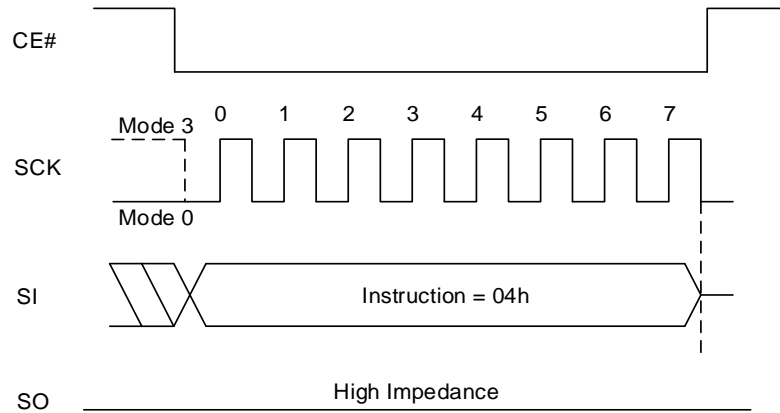 CE#
0 1 2 3 4 5 6 7
Mode 3
SCK
Mode 0
SI
Instruction = 04h
SO
High Impedance